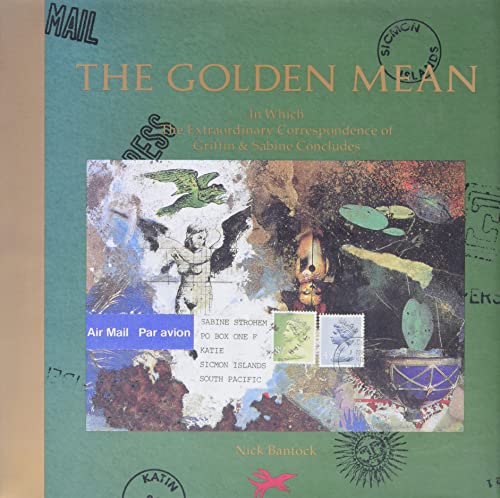 MAIL
SICMON
ISLANDS
THE GOLDEN MEAN
In Which
The Extraordinary Correspondence of
Griffin & Sabine Concludes
Air Mail Par avion
SABINE STROHEM
PO BOX ONE F
KATIE
SICMON ISLANDS
SOUTH PACIFIC
Nick Bantock
KATIN